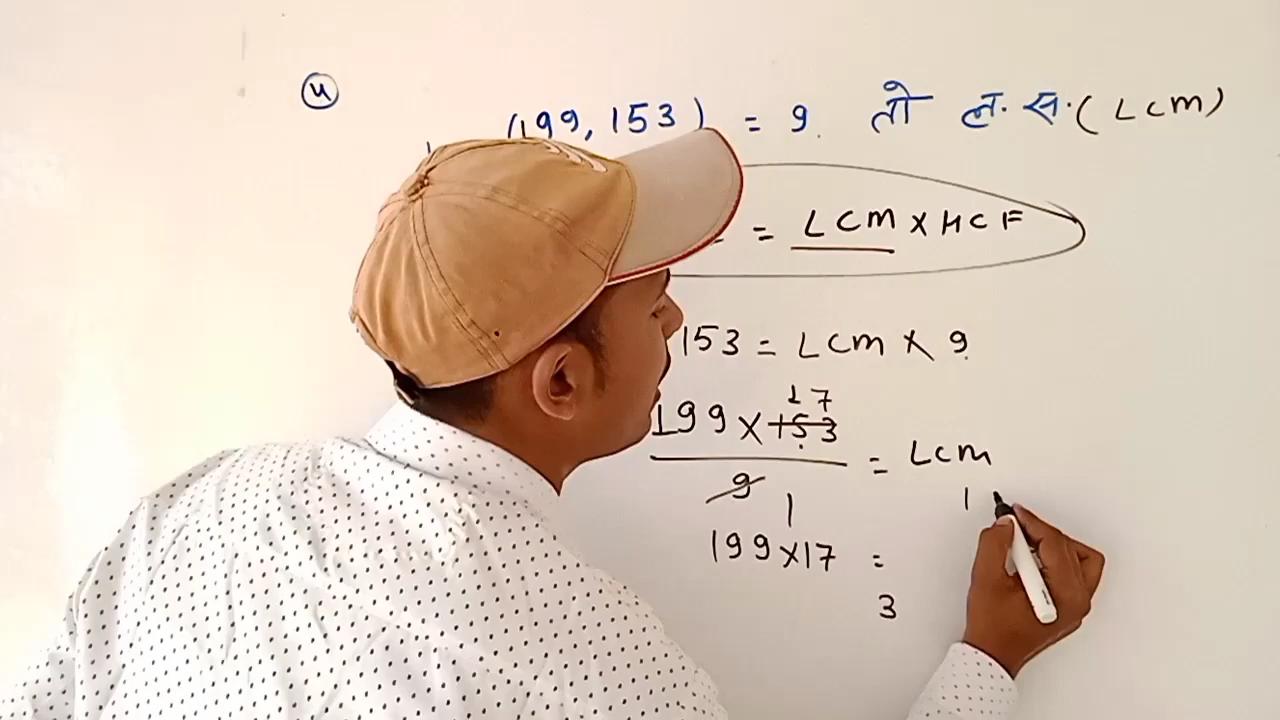 4
(199, 153) = 9. तो ल. स. (LCM)
= LCM X HCF
153 = LCM X 9
17
199 X 153
= LCM
9
1
199 X 17 =
1
3